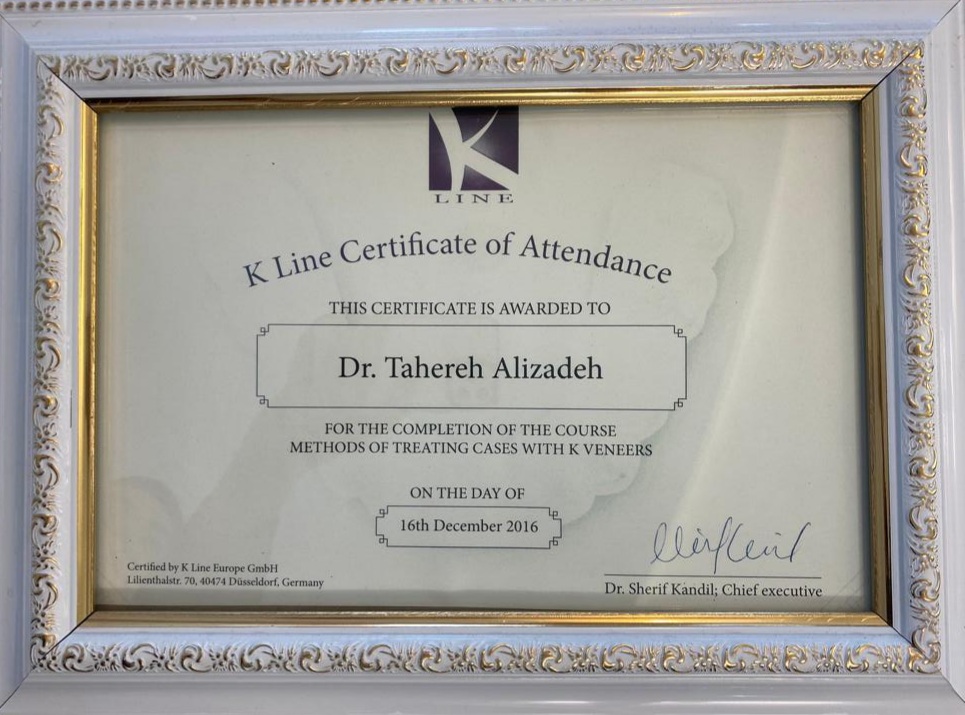 K
LINE
K Line Certificate of Attendance
THIS CERTIFICATE IS AWARDED TO
Dr. Tahereh Alizadeh
FOR THE COMPLETION OF THE COURSE
METHODS OF TREATING CASES WITH K VENEERS
ON THE DAY OF
16th December 2016
Certified by K Line Europe GmbH
Lilienthalstr. 70, 40474 Düsseldorf, Germany
Dr. Sherif Kandil; Chief executive